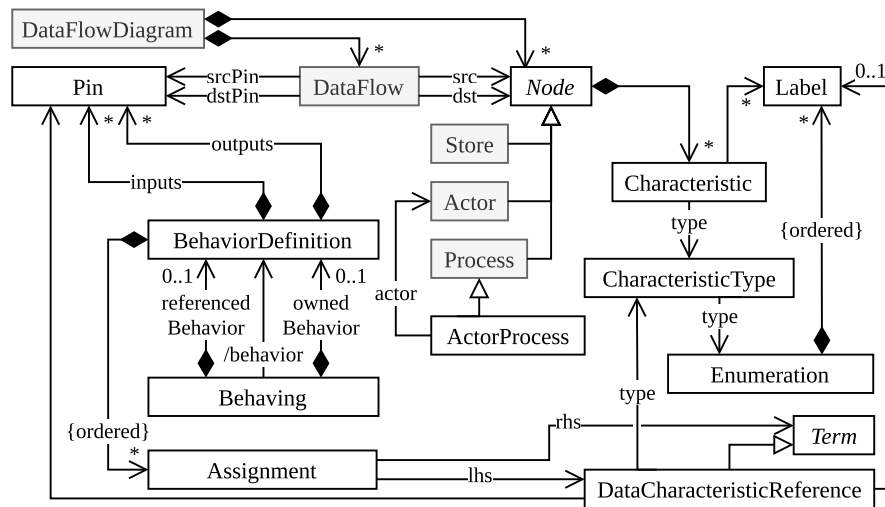 DataFlowDiagram
*
*
0..1
Pin
srcPin
dstPin
DataFlow
src
dst
Node
Label
*
*
*
*
outputs
Store
*
inputs
Characteristic
Actor
type
{ordered}
BehaviorDefinition
Process
CharacteristicType
0..1
0..1
referenced
Behavior
owned
Behavior
actor
type
/behavior
ActorProcess
Enumeration
Behaving
type
{ordered}
*
rhs
Term
Assignment
lhs
DataCharacteristicReference